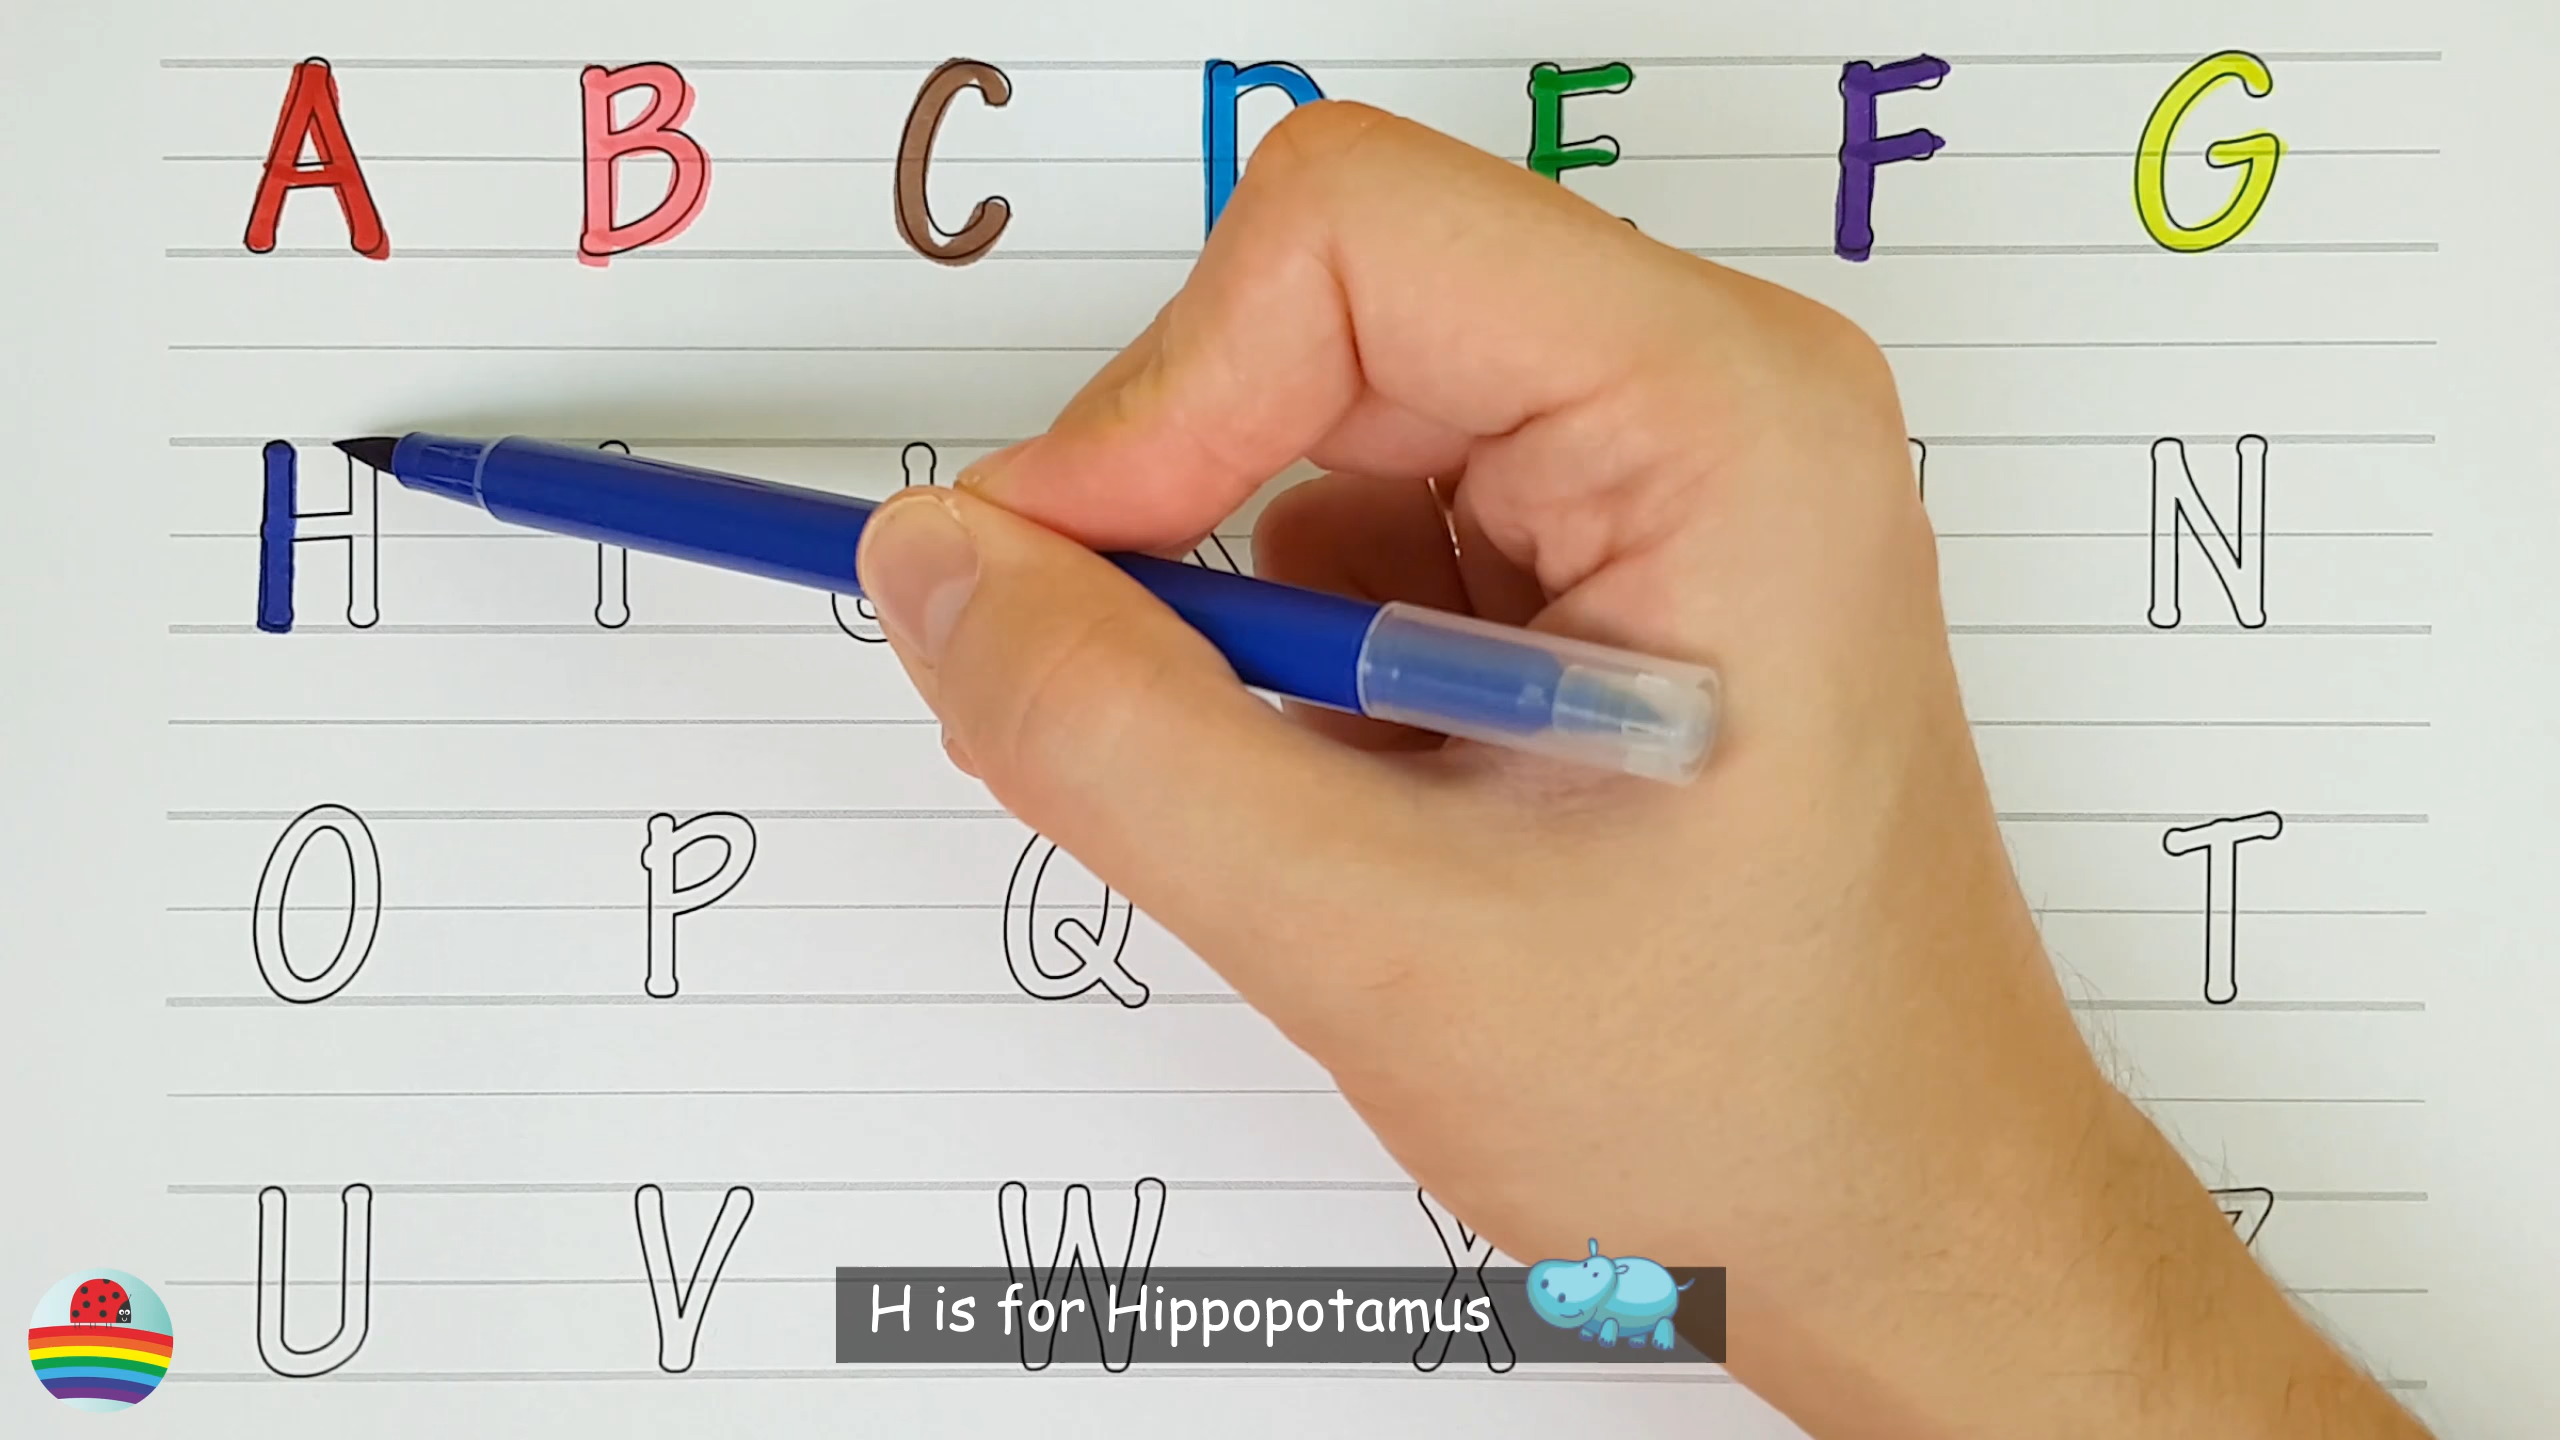 A B C D E F G
H I J N
O P Q T
U V W X Z
H is for Hippopotamus